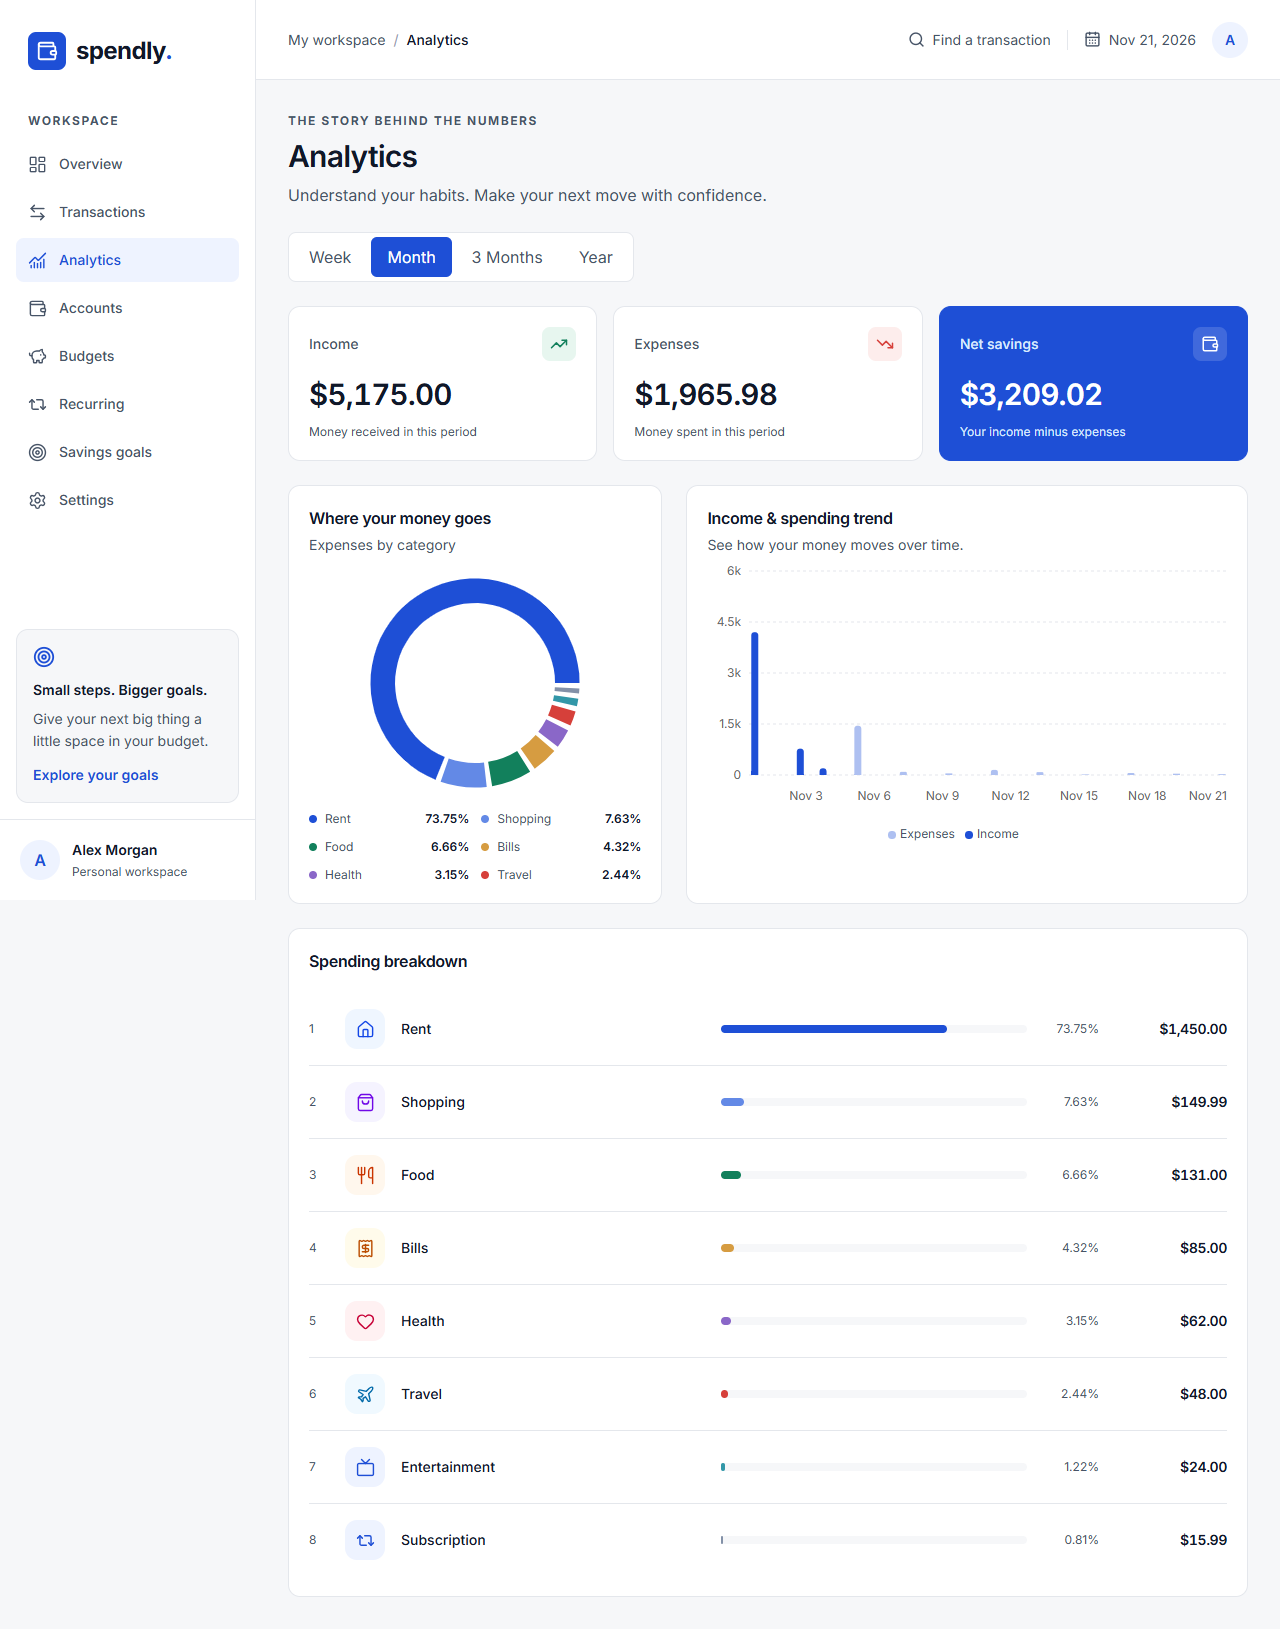 spendly.
WORKSPACE
Overview
Transactions
Analytics
Accounts
Budgets
Recurring
Savings goals
Settings
Small steps. Bigger goals.
Give your next big thing a
little space in your budget.
Explore your goals
A
Alex Morgan
Personal workspace
My workspace / Analytics
Find a transaction
Nov 21, 2026
A
THE STORY BEHIND THE NUMBERS
Analytics
Understand your habits. Make your next move with confidence.
Week Month 3 Months Year
Income
$5,175.00
Money received in this period
Expenses
$1,965.98
Money spent in this period
Net savings
$3,209.02
Your income minus expenses
Where your money goes
Expenses by category
Rent 73.75% Shopping 7.63%
Food 6.66% Bills 4.32%
Health 3.15% Travel 2.44%
Income & spending trend
See how your money moves over time.
6k
4.5k
3k
1.5k
0
Nov 3 Nov 6 Nov 9 Nov 12 Nov 15 Nov 18 Nov 21
Expenses Income
Spending breakdown
1 Rent 73.75% $1,450.00
2 Shopping 7.63% $149.99
3 Food 6.66% $131.00
4 Bills 4.32% $85.00
5 Health 3.15% $62.00
6 Travel 2.44% $48.00
7 Entertainment 1.22% $24.00
8 Subscription 0.81% $15.99